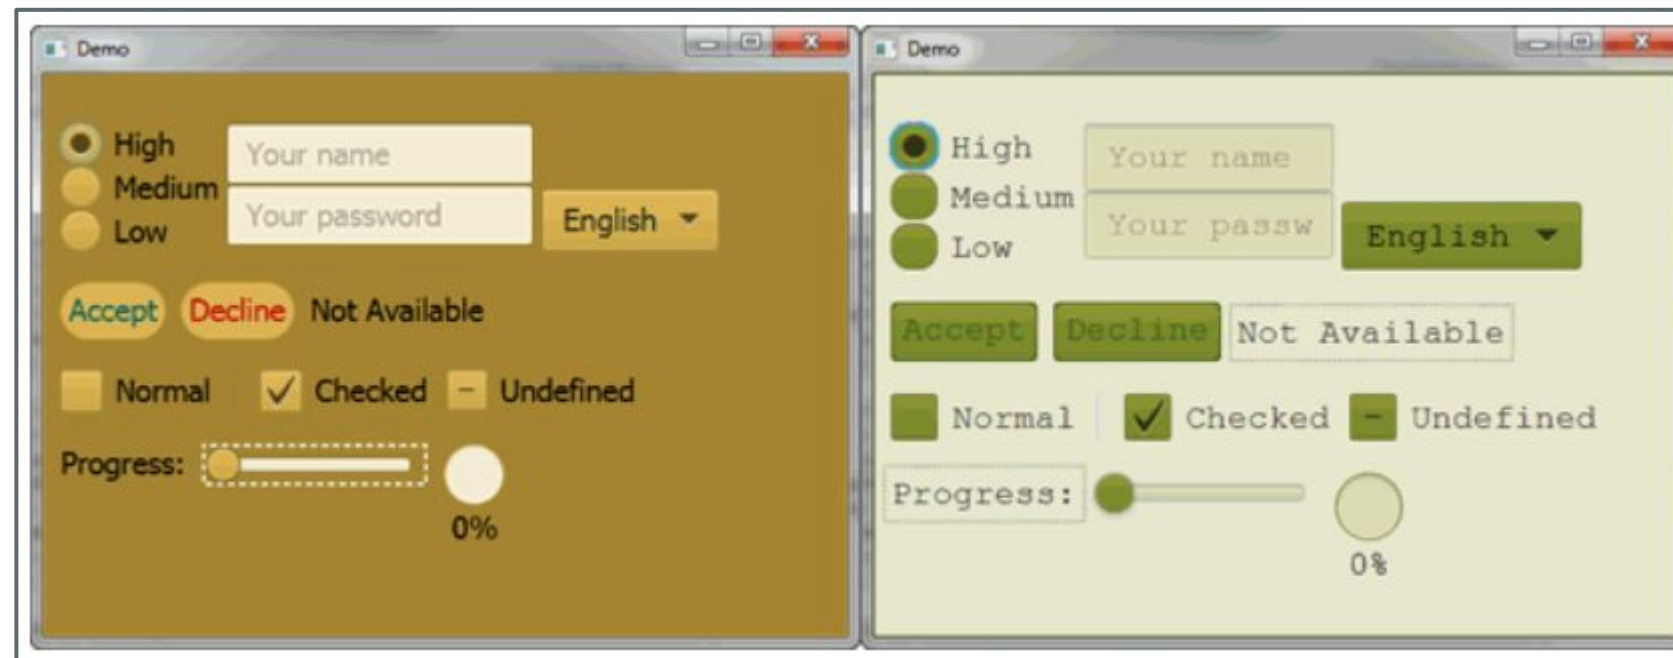 Demo
High
Your name
Medium
Your password
English
Low
Accept Decline Not Available
Normal Checked Undefined
Progress:
0%
Demo
High
Your name
Medium
Your passw
English
Low
Accept Decline Not Available
Normal Checked Undefined
Progress:
0%